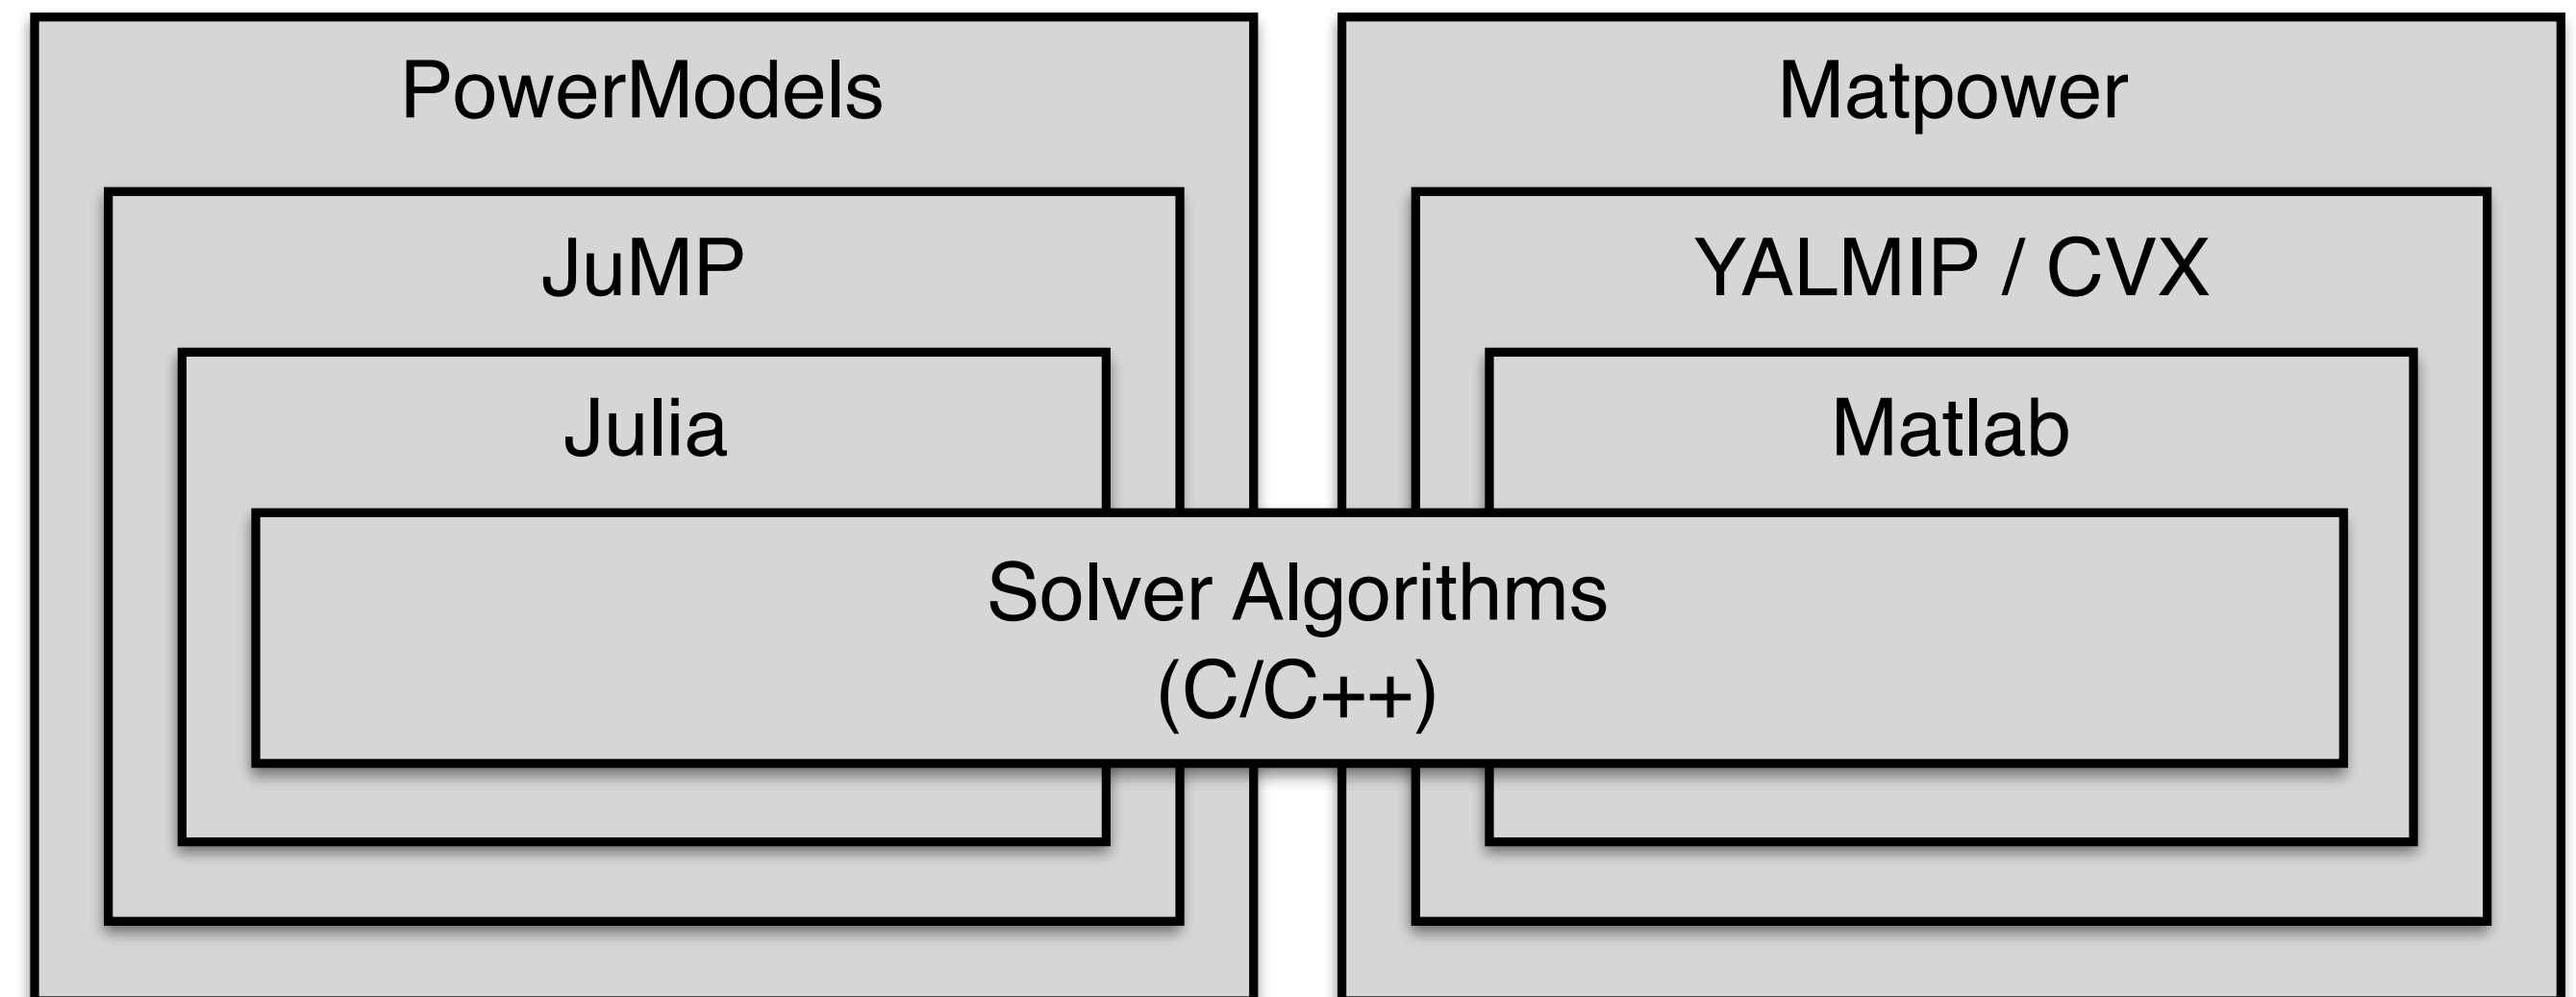 PowerModels
JuMP
Julia
Matpower
YALMIP / CVX
Matlab
Solver Algorithms
(C/C++)